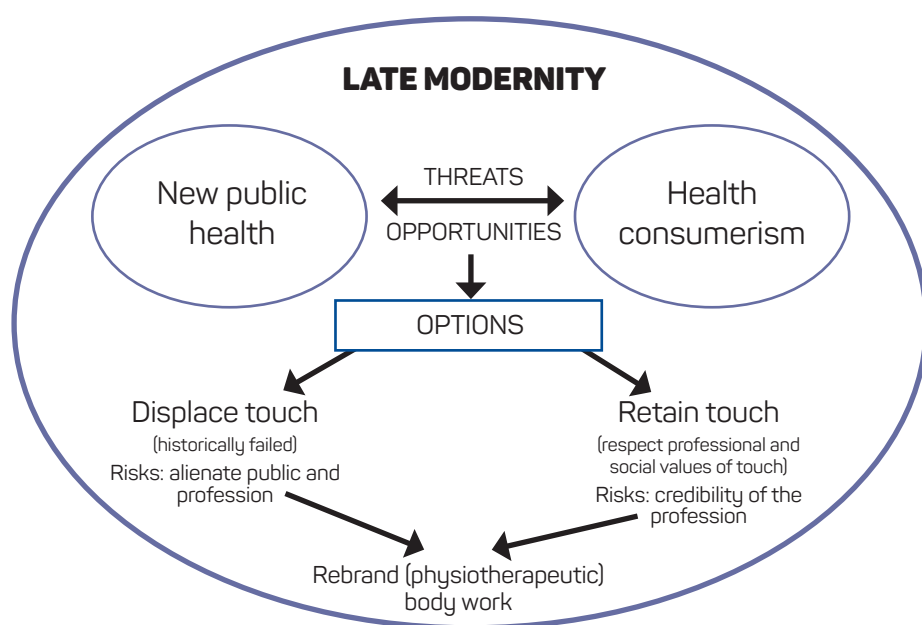 LATE MODERNITY
New public
health
THREATS
OPPORTUNITIES
Health
consumerism
OPTIONS
Displace touch
(historically failed)
Risks: alienate public and
profession
Retain touch
(respect professional and
social values of touch)
Risks: credibility of the
profession
Rebrand (physiotherapeutic)
body work